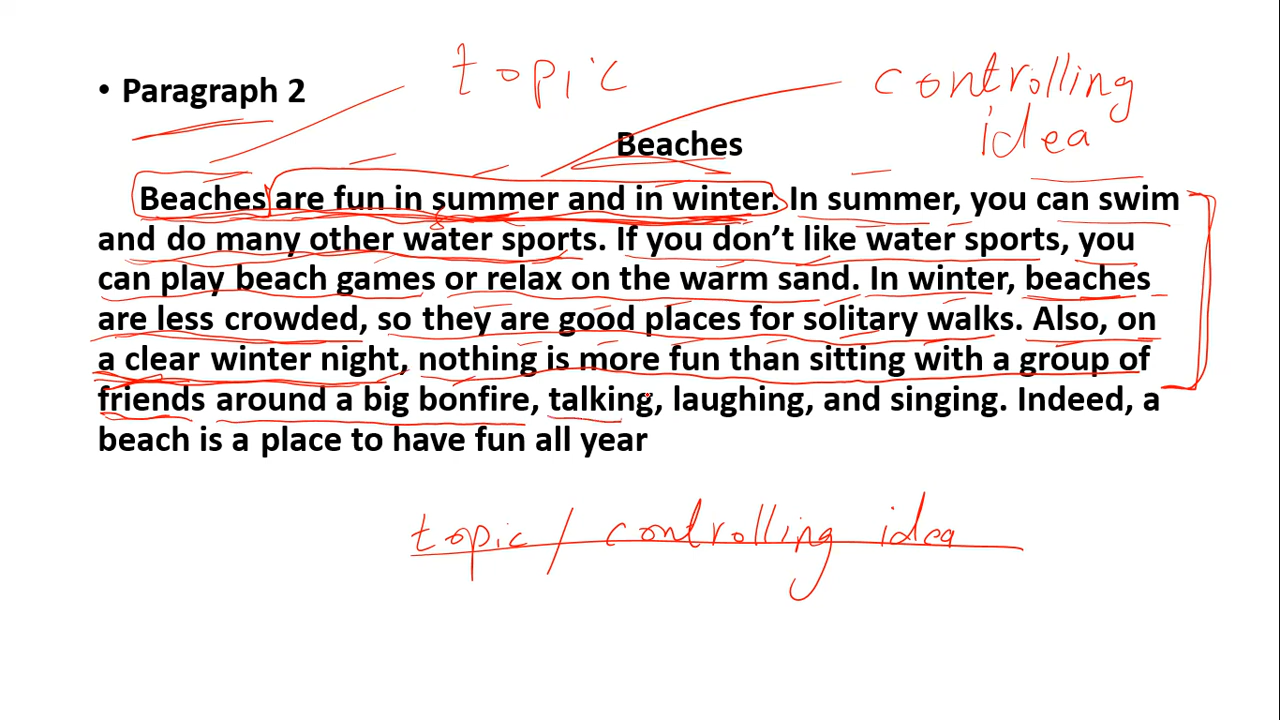 topic
controlling
• Paragraph 2
idea
Beaches
Beaches are fun in summer and in winter. In summer, you can swim
and do many other water sports. If you don’t like water sports, you
can play beach games or relax on the warm sand. In winter, beaches
are less crowded, so they are good places for solitary walks. Also, on
a clear winter night, nothing is more fun than sitting with a group of
friends around a big bonfire, talking, laughing, and singing. Indeed, a
beach is a place to have fun all year
topic / controlling idea